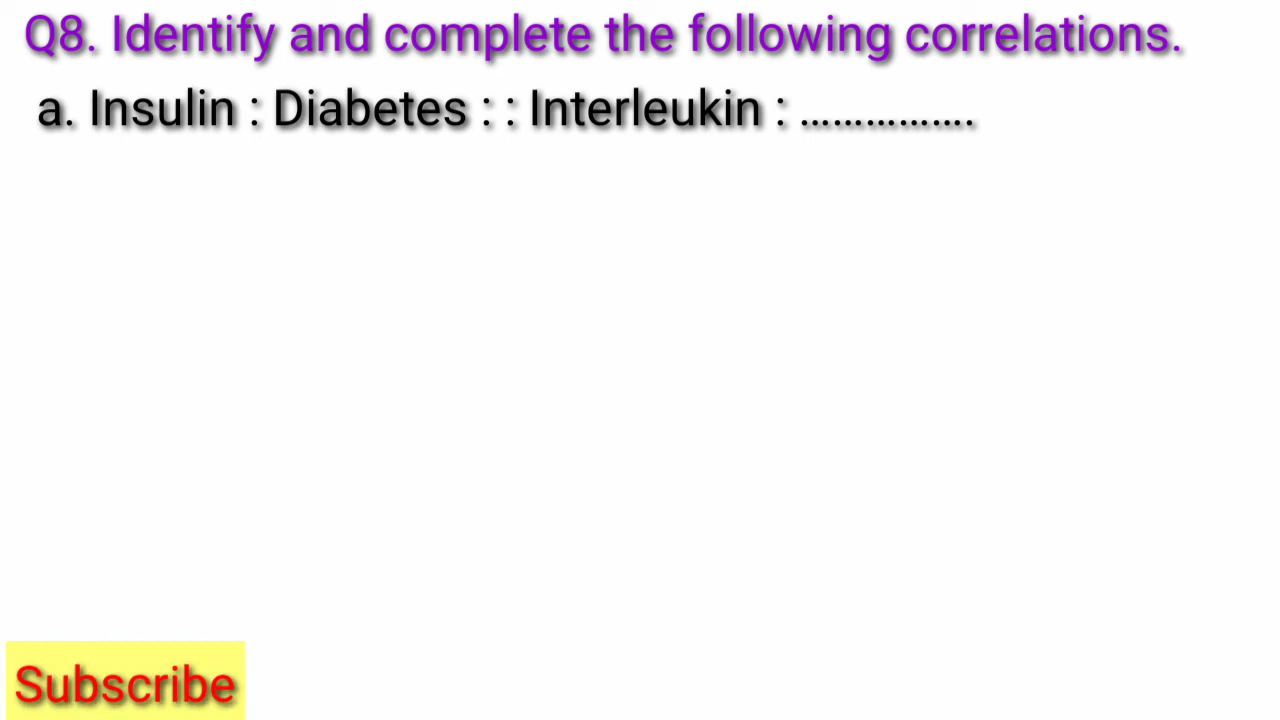 Q8. Identify and complete the following correlations.
a. Insulin : Diabetes : : Interleukin : …………….
Subscribe